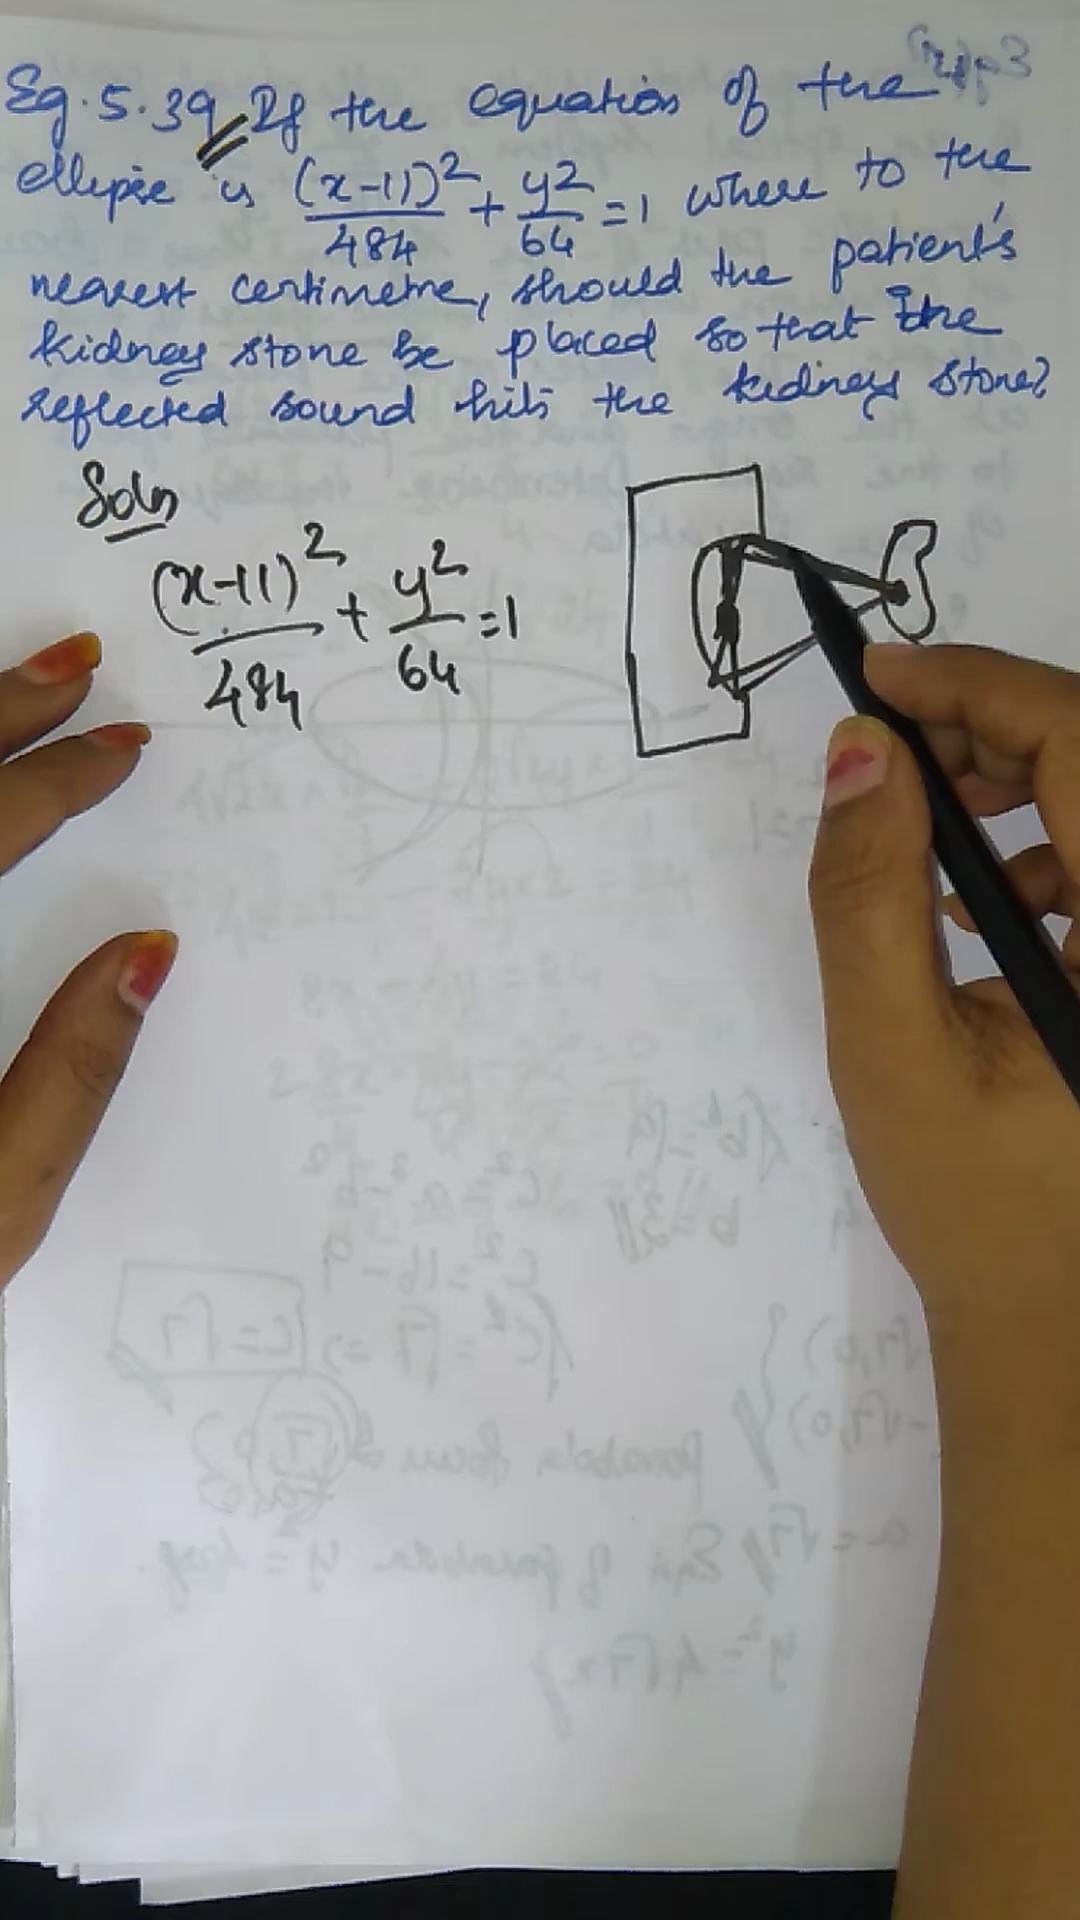 Eg. 5.39 If the equation of the
ellipse is (x-11)²/484 + y²/64 = 1 where to the
nearest centimetre, should the patient's
kidney stone be placed so that the
reflected sound hits the kidney stone?
Soln
(x-11)²/484 + y²/64 = 1